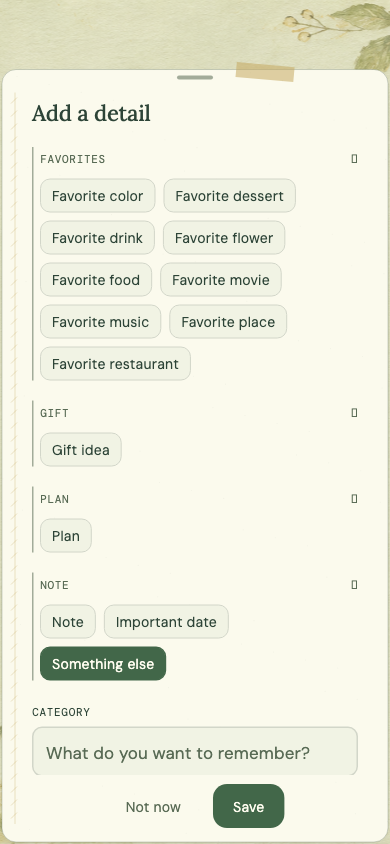 Add a detail
FAVORITES
Favorite color Favorite dessert
Favorite drink Favorite flower
Favorite food Favorite movie
Favorite music Favorite place
Favorite restaurant
GIFT
Gift idea
PLAN
Plan
NOTE
Note Important date
Something else
CATEGORY
What do you want to remember?
Not now Save